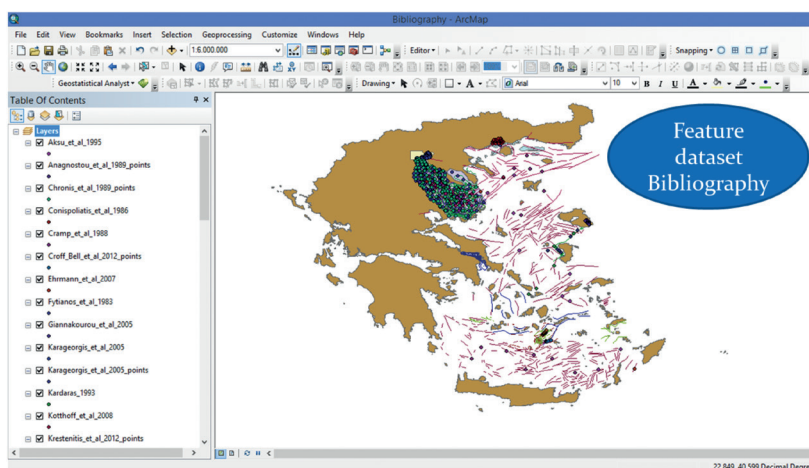 Bibliography - ArcMap
File Edit View Bookmarks Insert Selection Geoprocessing Customize Windows Help
1:6.000.000
Editor
Snapping
Geostatistical Analyst
Drawing
Arial
10
B I U A
Table Of Contents
Layers
Aksu_et_al_1995
Anagnostou_et_al_1989_points
Chronis_et_al_1989_points
Conispoliatis_et_al_1986
Cramp_et_al_1988
Croff_Bell_et_al_2012_points
Ehrmann_et_al_2007
Fytianos_et_al_1983
Giannakourou_et_al_2005
Karageorgis_et_al_2005
Karageorgis_et_al_2005_points
Kardaras_1993
Kotthoff_et_al_2008
Krestenitis_et_al_2012_points
Feature
dataset
Bibliography
22,849 40,599 Decimal Degre